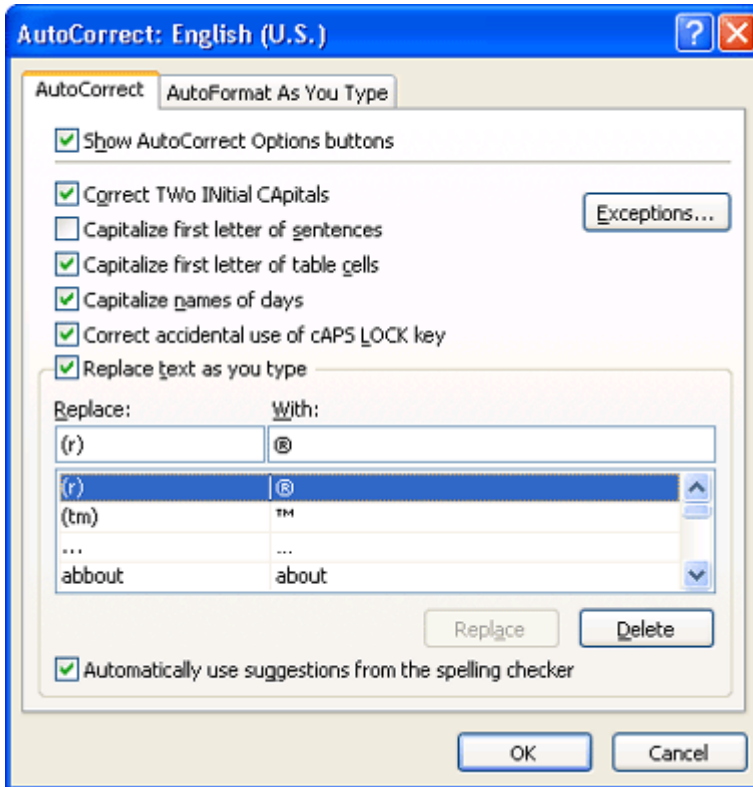 AutoCorrect: English (U.S.)
AutoCorrect AutoFormat As You Type
Show AutoCorrect Options buttons
Correct TWo INitial CApitals
Exceptions...
Capitalize first letter of sentences
Capitalize first letter of table cells
Capitalize names of days
Correct accidental use of cAPS LOCK key
Replace text as you type
Replace: With:
(r) ®
(r) ®
(tm) ™
... ...
abbout about
Replace Delete
Automatically use suggestions from the spelling checker
OK Cancel